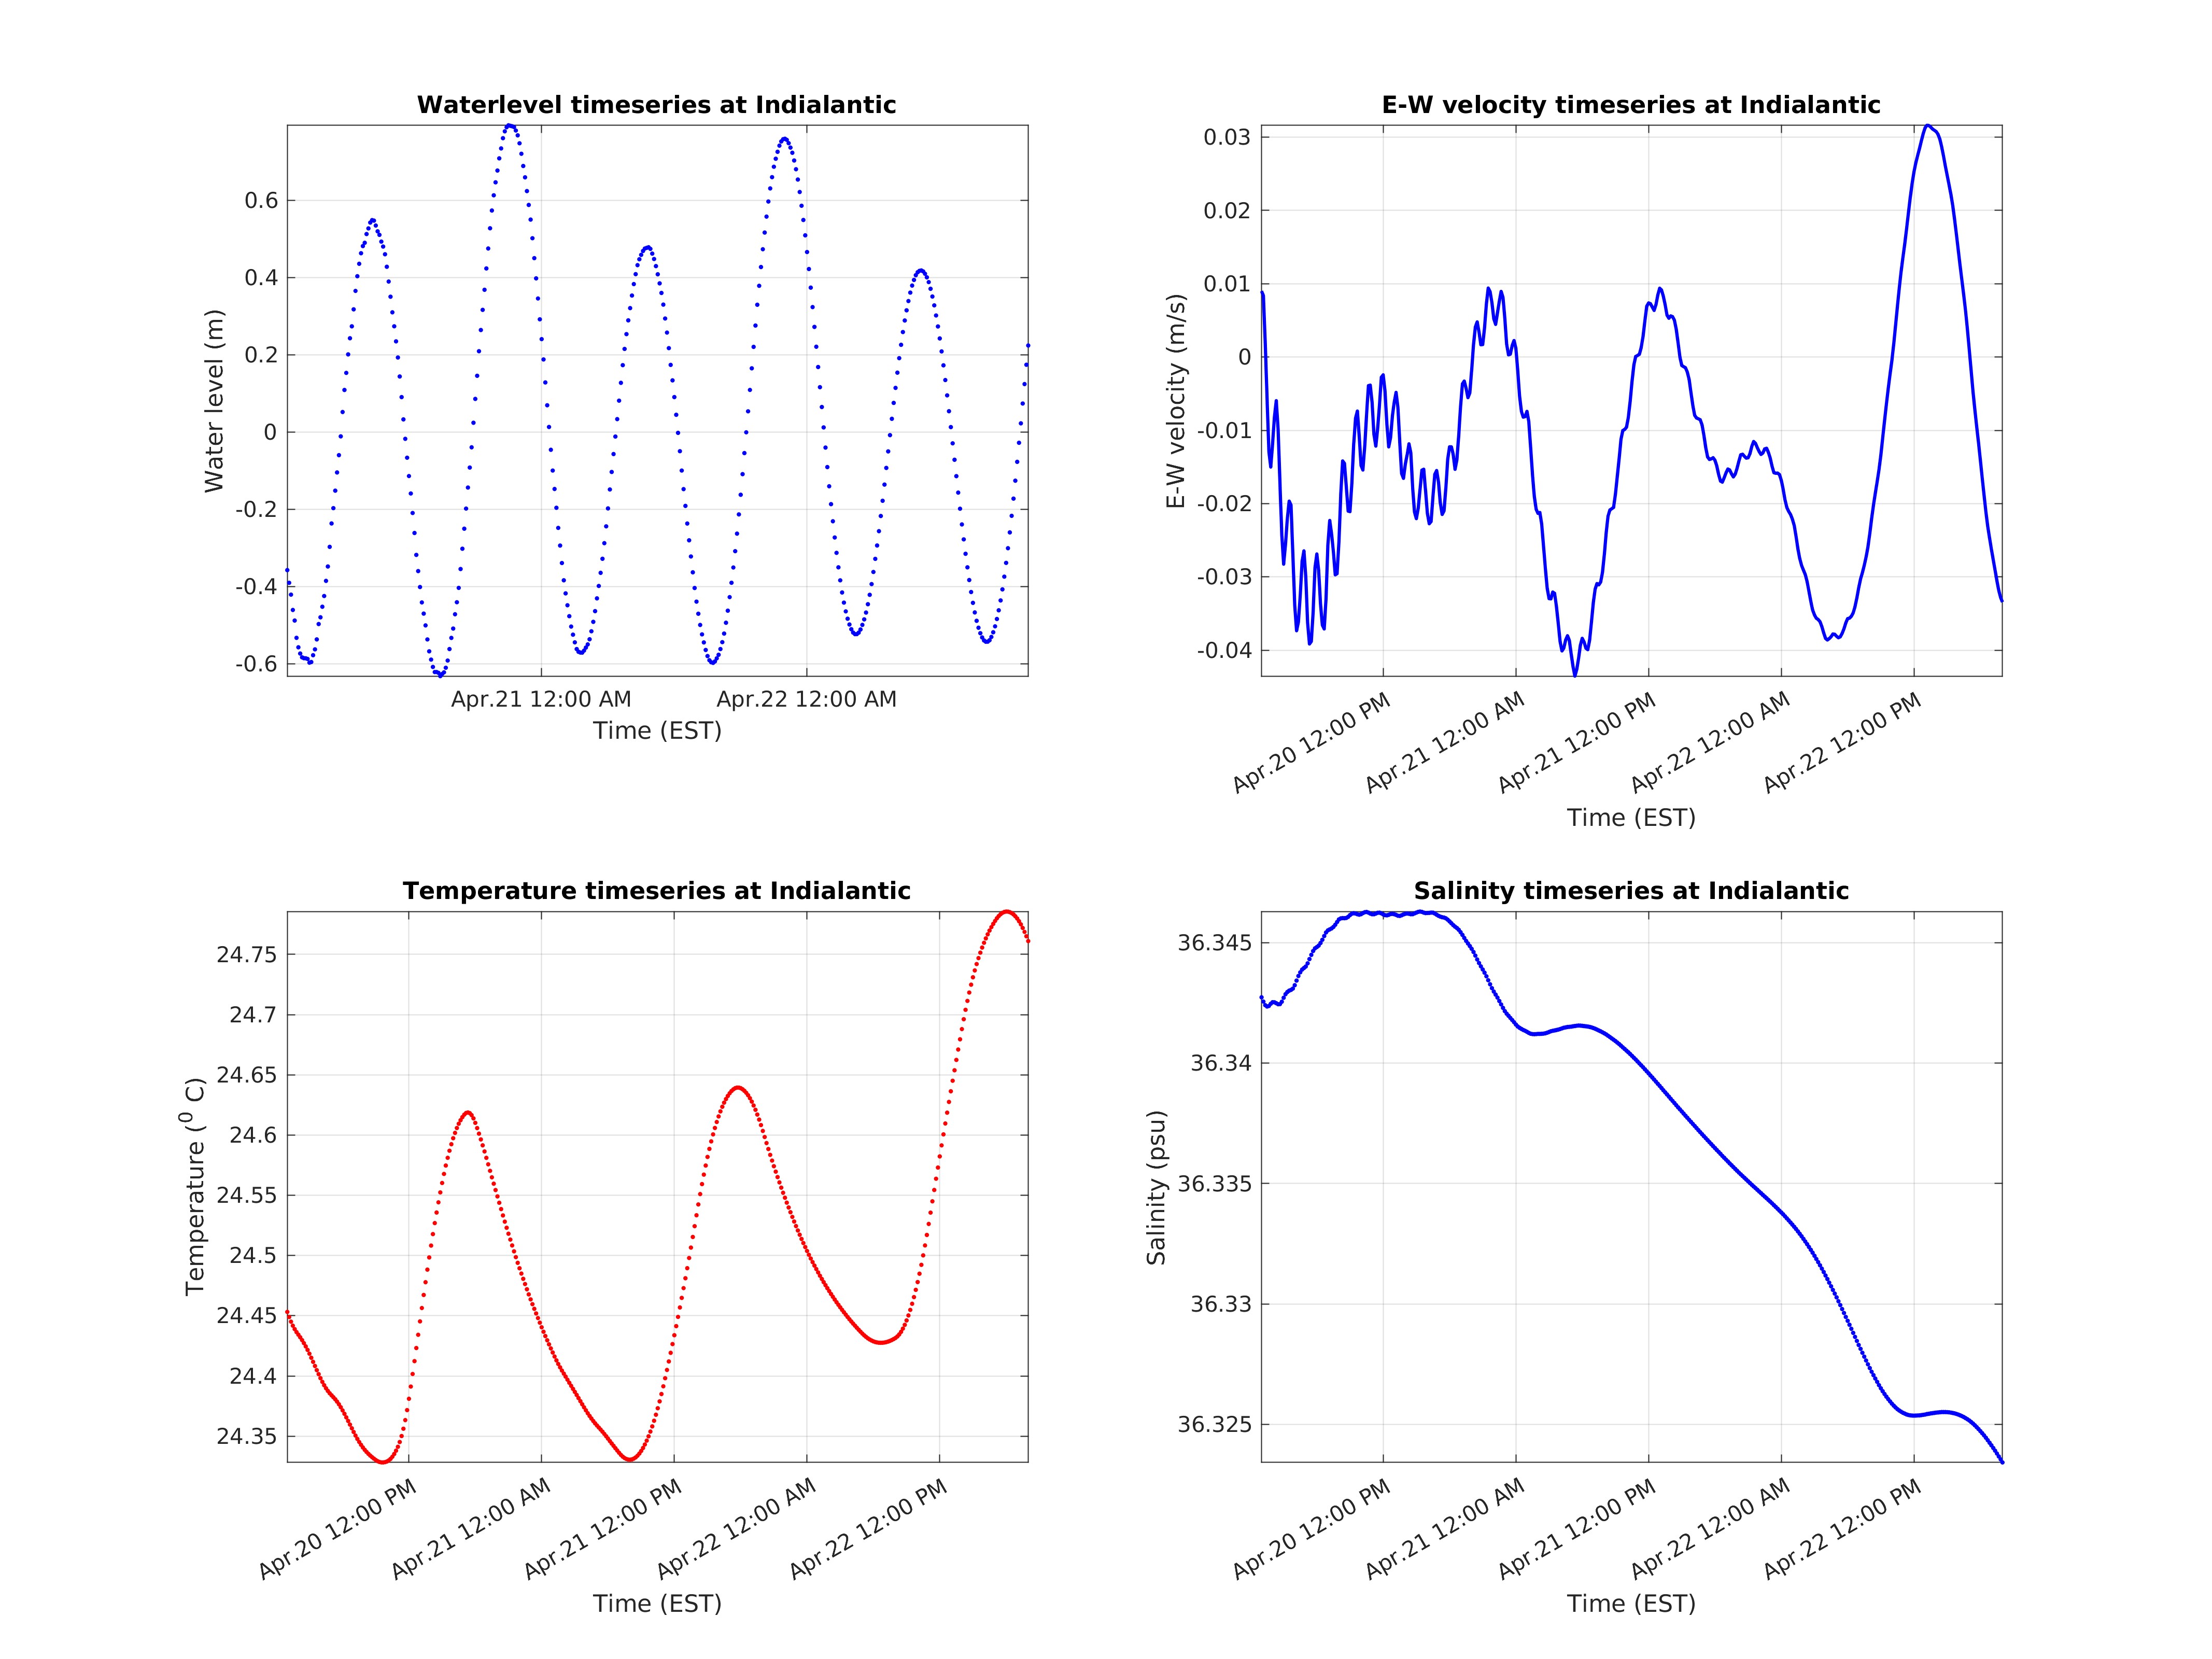 Waterlevel timeseries at Indialantic
0.6
0.4
0.2
0
-0.2
-0.4
-0.6
Water level (m)
Apr.21 12:00 AM
Apr.22 12:00 AM
Time (EST)
E-W velocity timeseries at Indialantic
0.03
0.02
0.01
0
-0.01
-0.02
-0.03
-0.04
E-W velocity (m/s)
Apr.20 12:00 PM
Apr.21 12:00 AM
Apr.21 12:00 PM
Apr.22 12:00 AM
Apr.22 12:00 PM
Time (EST)
Temperature timeseries at Indialantic
24.75
24.7
24.65
24.6
24.55
24.5
24.45
24.4
24.35
Temperature (⁰ C)
Apr.20 12:00 PM
Apr.21 12:00 AM
Apr.21 12:00 PM
Apr.22 12:00 AM
Apr.22 12:00 PM
Time (EST)
Salinity timeseries at Indialantic
36.345
36.34
36.335
36.33
36.325
Salinity (psu)
Apr.20 12:00 PM
Apr.21 12:00 AM
Apr.21 12:00 PM
Apr.22 12:00 AM
Apr.22 12:00 PM
Time (EST)